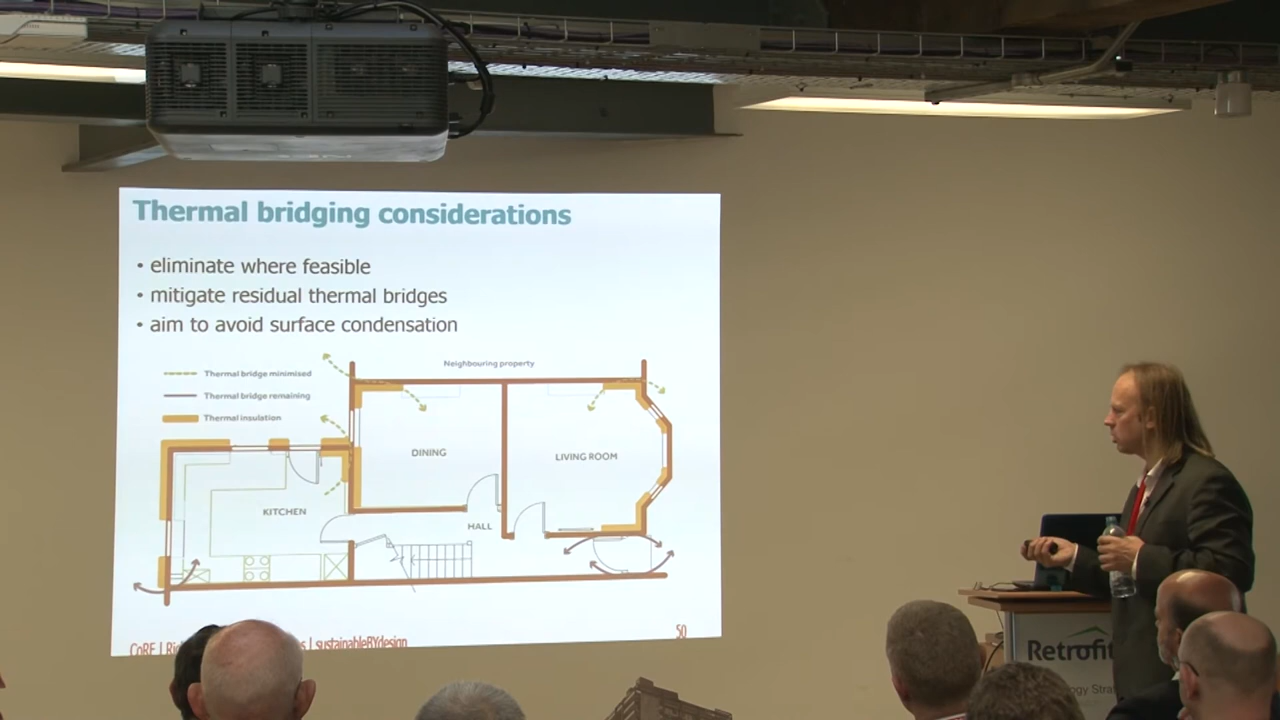 Thermal bridging considerations
• eliminate where feasible
• mitigate residual thermal bridges
• aim to avoid surface condensation
Neighbouring property
Thermal bridge minimised
Thermal bridge remaining
Thermal insulation
DINING
LIVING ROOM
KITCHEN
HALL
CoRE |
| sustainableBYdesign
50
Retrofit